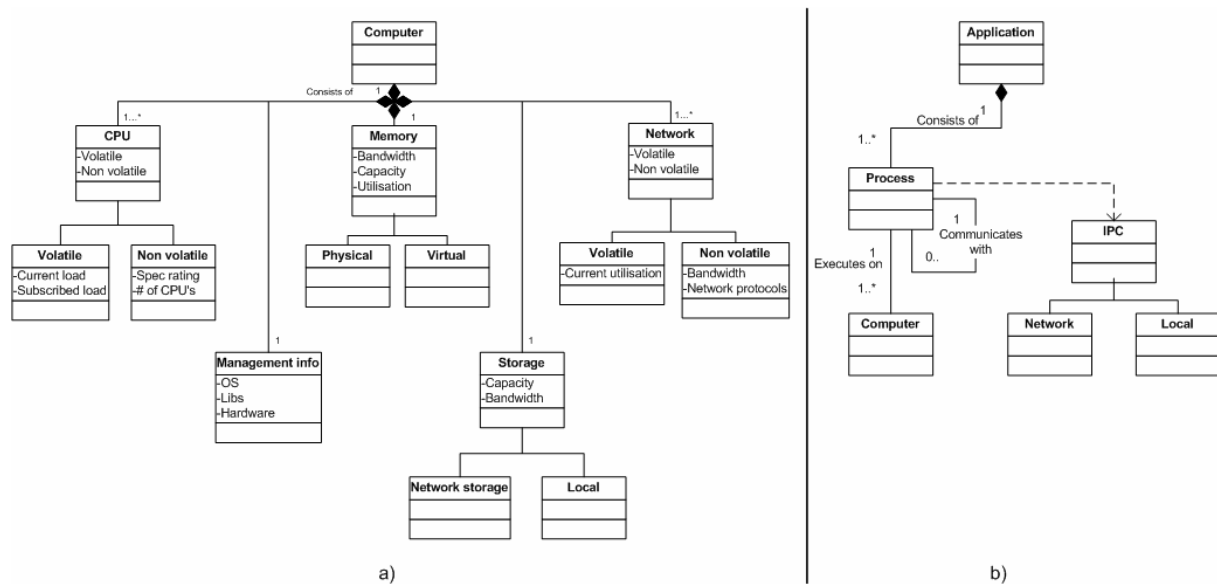 Computer
Consists of
1
1...*
CPU
-Volatile
-Non volatile
1
Memory
-Bandwidth
-Capacity
-Utilisation
1...*
Network
-Volatile
-Non volatile
Volatile
-Current load
-Subscribed load
Non volatile
-Spec rating
-# of CPU's
Physical
Virtual
Volatile
-Current utilisation
Non volatile
-Bandwidth
-Network protocols
1
Management info
-OS
-Libs
-Hardware
1
Storage
-Capacity
-Bandwidth
Network storage
Local
a)
Application
Consists of
1
1..*
Process
1
Communicates
with
0..
1
Executes on
1..*
IPC
Computer
Network
Local
b)